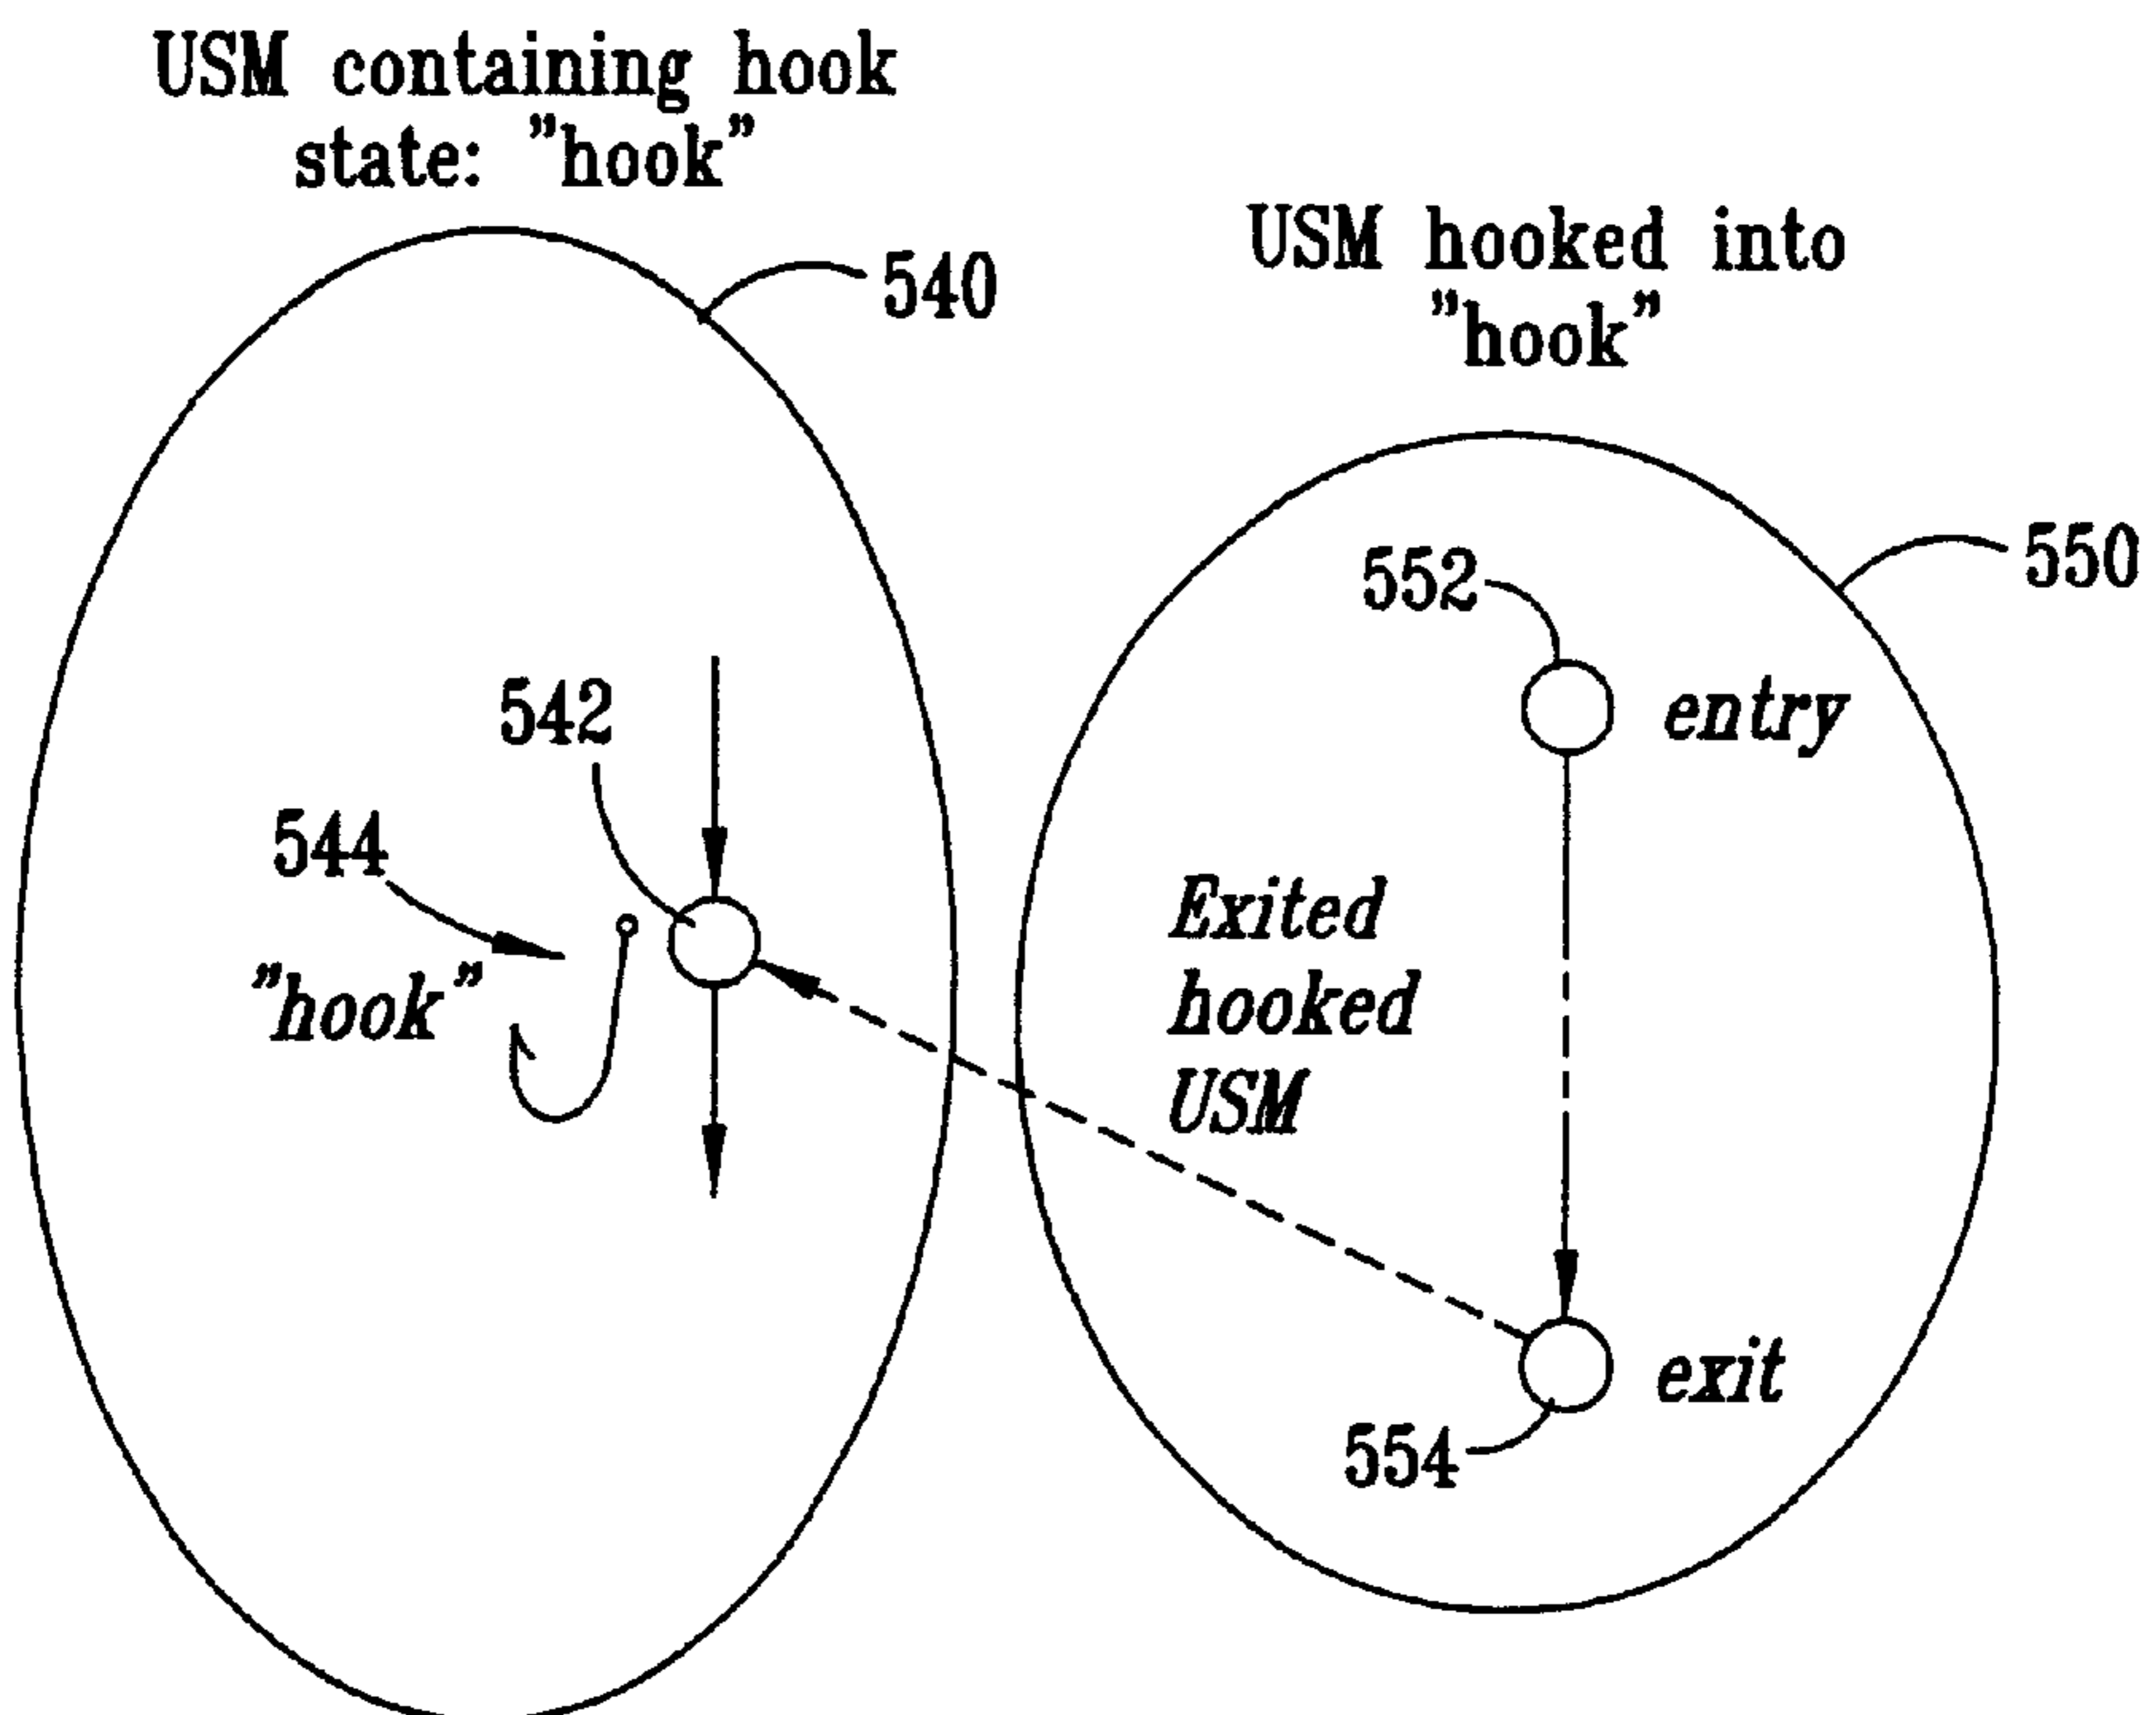 USM containing hook
state: "hook"
540
USM hooked into
"hook"
550
552
entry
542
544
"hook"
Exited
hooked
USM
exit
554